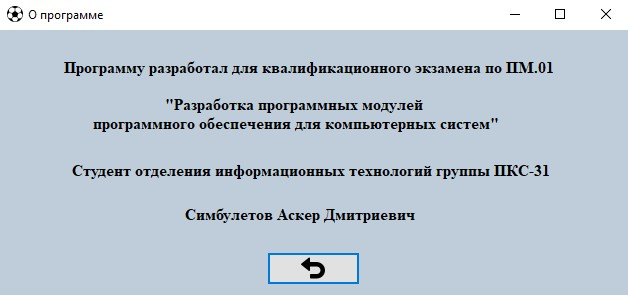 О программе
Программу разработал для квалификационного экзамена по ПМ.01
"Разработка программных модулей
программного обеспечения для компьютерных систем"
Студент отделения информационных технологий группы ПКС-31
Симбулетов Аскер Дмитриевич